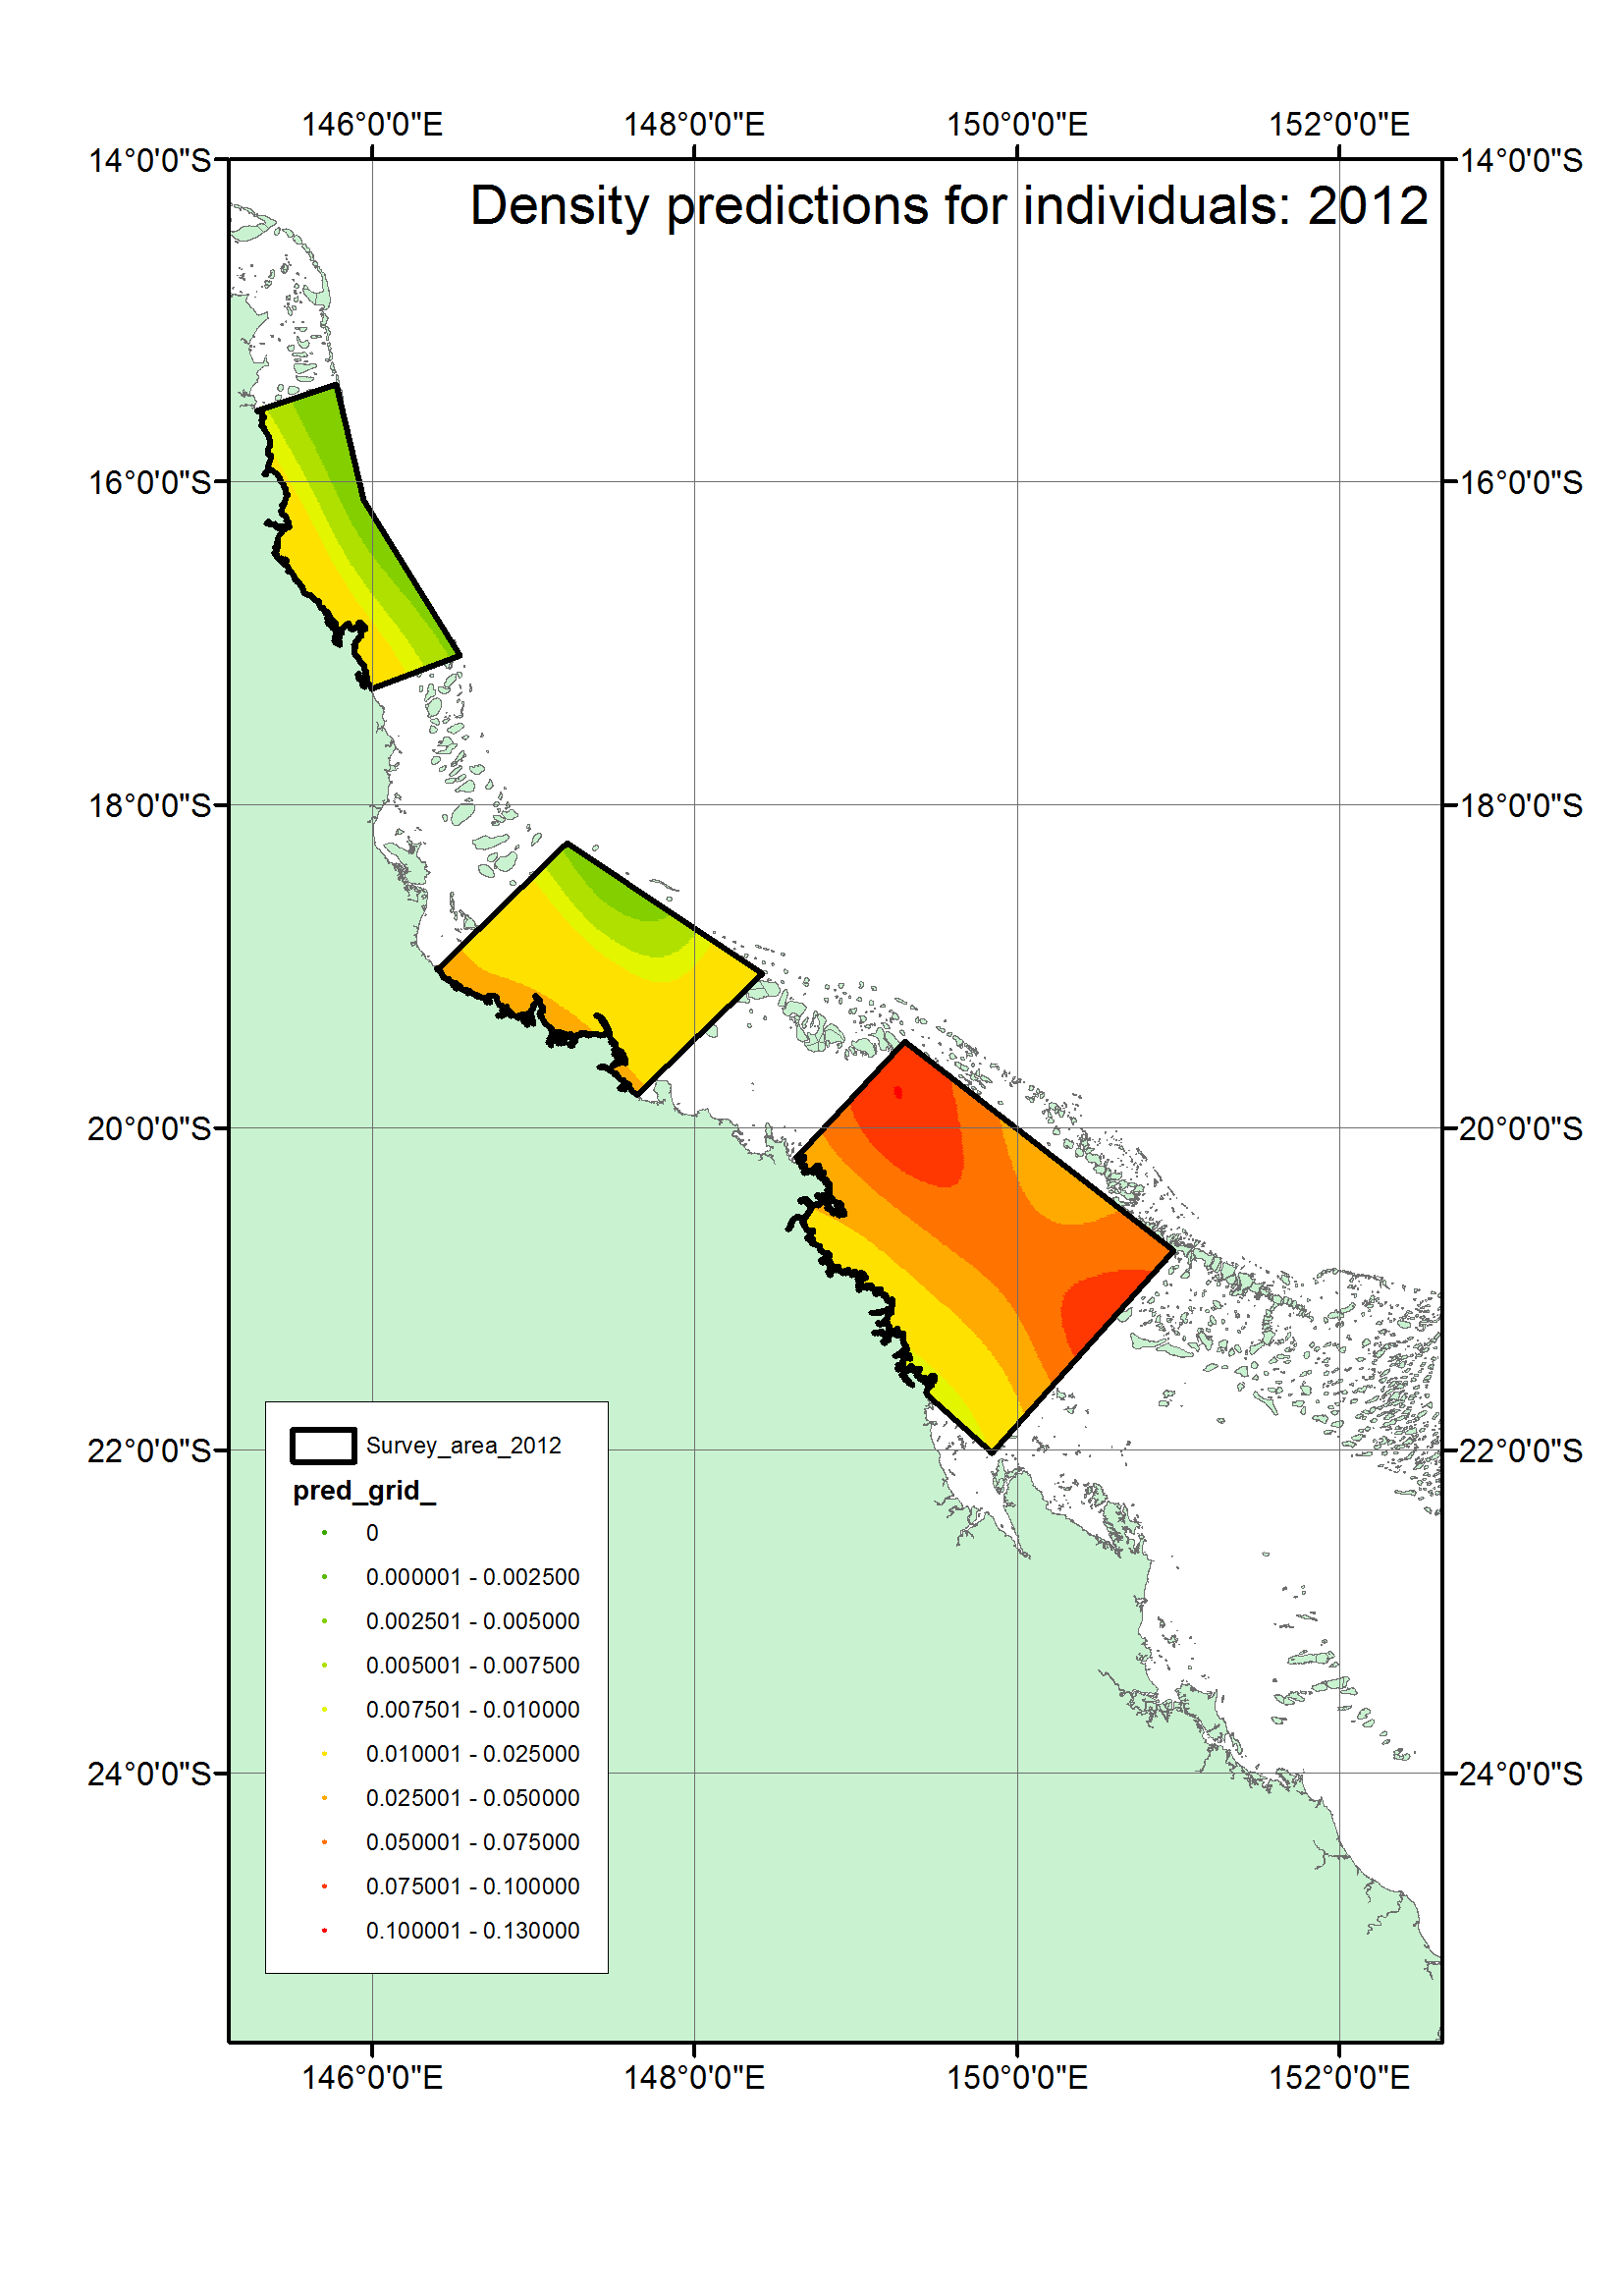 146°0'0"E 148°0'0"E 150°0'0"E 152°0'0"E
14°0'0"S 14°0'0"S
Density predictions for individuals: 2012
16°0'0"S 16°0'0"S
18°0'0"S 18°0'0"S
20°0'0"S 20°0'0"S
22°0'0"S 22°0'0"S
Survey_area_2012
pred_grid_
0
0.000001 - 0.002500
0.002501 - 0.005000
0.005001 - 0.007500
0.007501 - 0.010000
0.010001 - 0.025000
24°0'0"S 24°0'0"S
0.025001 - 0.050000
0.050001 - 0.075000
0.075001 - 0.100000
0.100001 - 0.130000
146°0'0"E 148°0'0"E 150°0'0"E 152°0'0"E